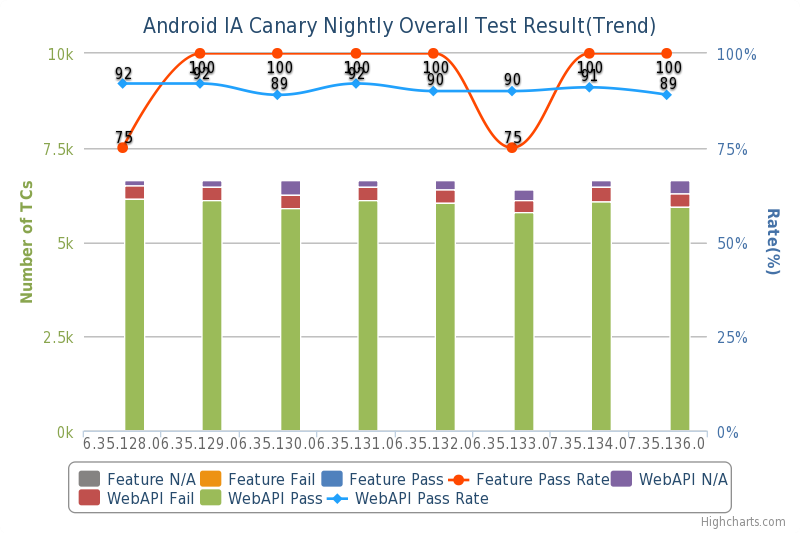 Android IA Canary Nightly Overall Test Result(Trend)
10k
100%
100
100
100
100
100
100
92
92
89
92
90
90
91
89
75
75
7.5k
75%
Number of TCs
Rate(%)
5k
50%
2.5k
25%
0k
0%
6.35.128.0
6.35.129.0
6.35.130.0
6.35.131.0
6.35.132.0
6.35.133.0
7.35.134.0
7.35.136.0
Feature N/A
Feature Fail
Feature Pass
Feature Pass Rate
WebAPI N/A
WebAPI Fail
WebAPI Pass
WebAPI Pass Rate
Highcharts.com